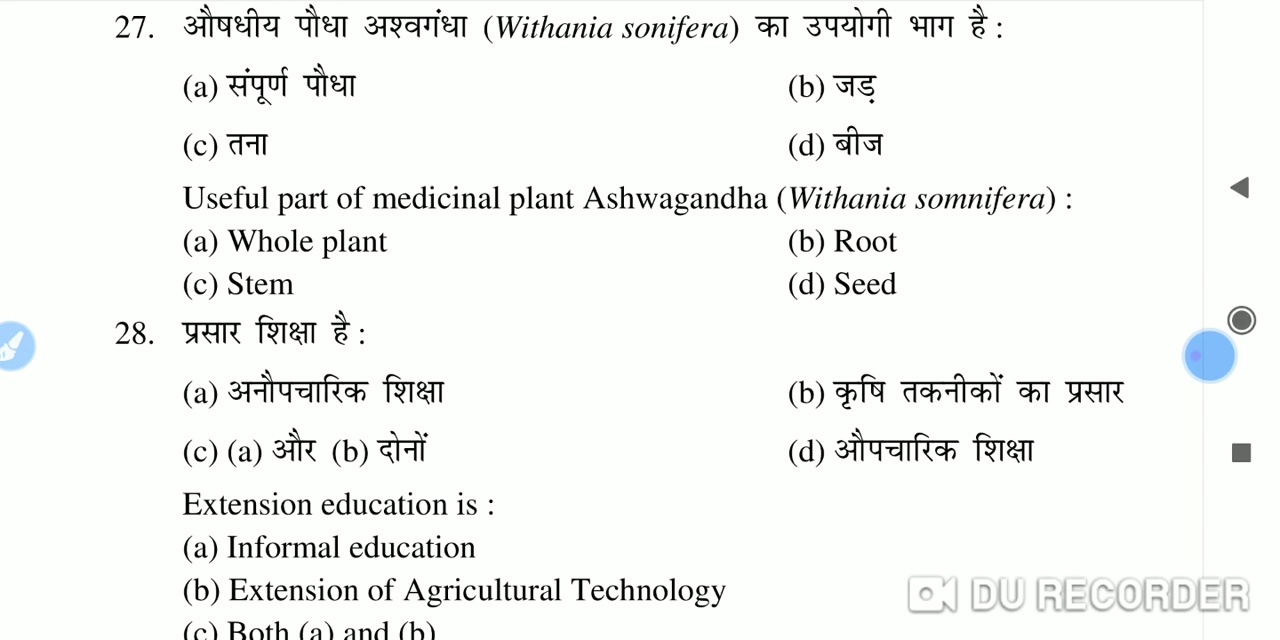 27. औषधीय पौधा अश्वगंधा (Withania sonifera) का उपयोगी भाग है :
(a) संपूर्ण पौधा (b) जड़
(c) तना (d) बीज
Useful part of medicinal plant Ashwagandha (Withania somnifera) :
(a) Whole plant (b) Root
(c) Stem (d) Seed
28. प्रसार शिक्षा है :
(a) अनौपचारिक शिक्षा (b) कृषि तकनीकों का प्रसार
(c) (a) और (b) दोनों (d) औपचारिक शिक्षा
Extension education is :
(a) Informal education
(b) Extension of Agricultural Technology
(c) Both (a) and (b)
DU RECORDER